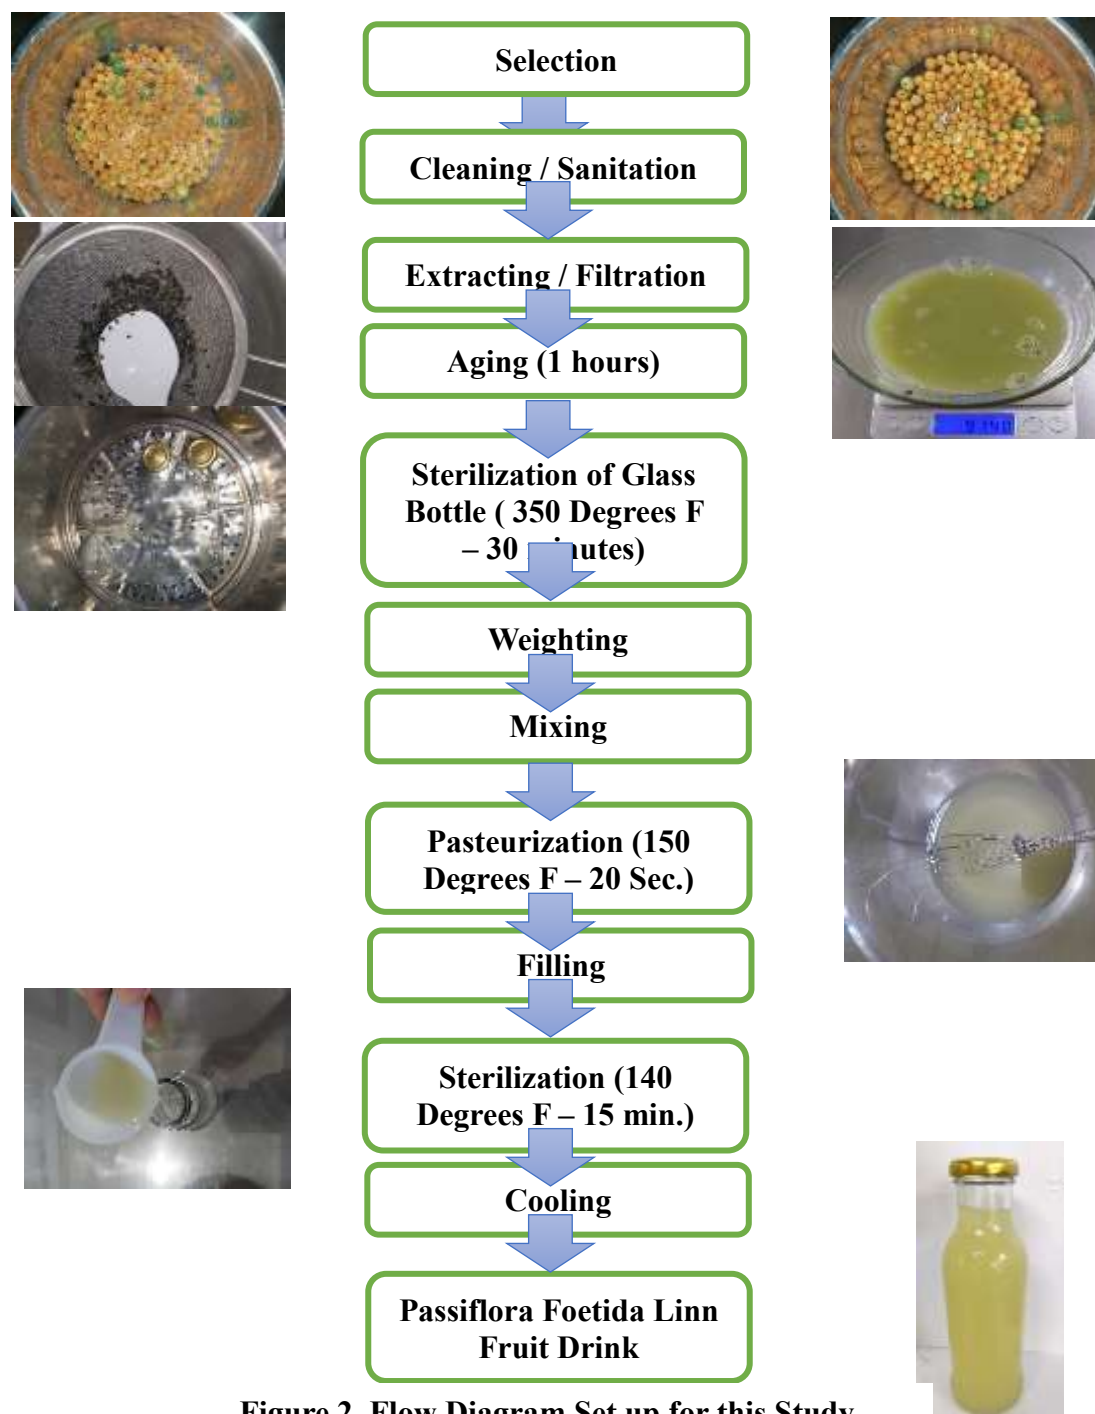 Selection
Cleaning / Sanitation
Extracting / Filtration
Aging (1 hours)
Sterilization of Glass
Bottle ( 350 Degrees F
– 30 minutes)
Weighting
Mixing
Pasteurization (150
Degrees F – 20 Sec.)
Filling
Sterilization (140
Degrees F – 15 min.)
Cooling
Passiflora Foetida Linn
Fruit Drink
Figure 2. Flow Diagram Set up for this Study